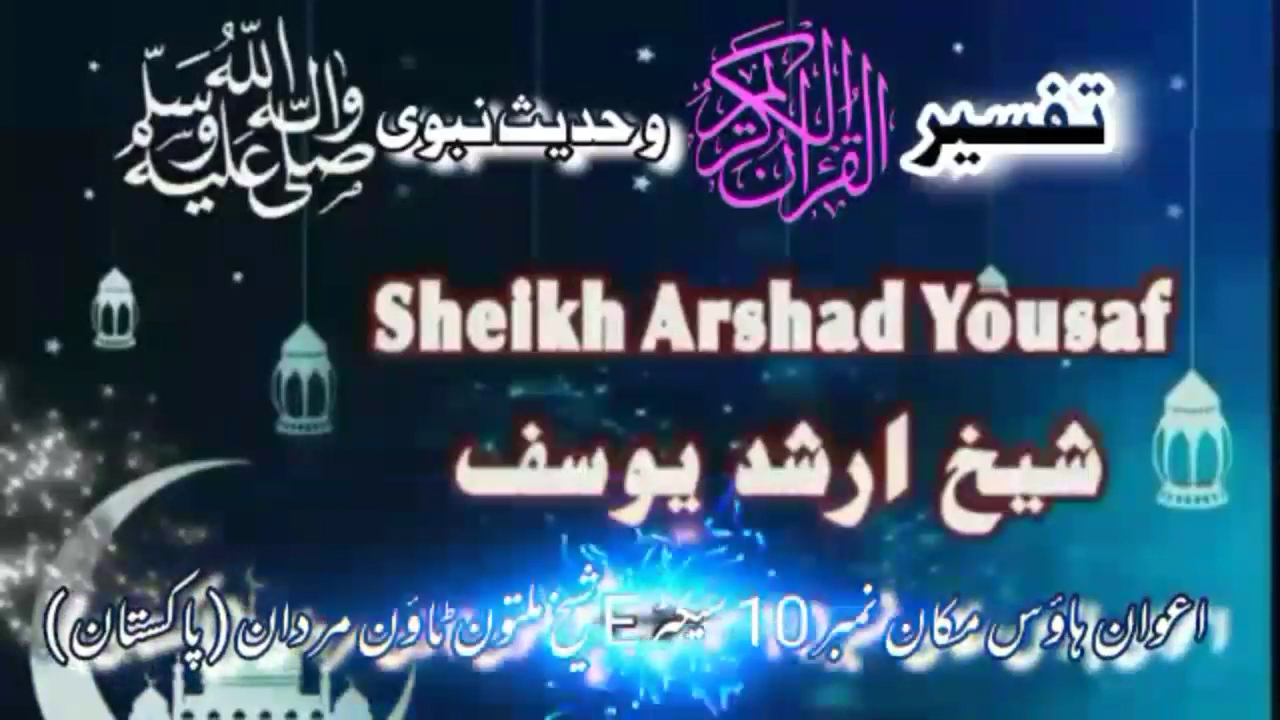 تفسیر القرآن الکریم و حدیث نبوی صلی اللہ علیہ وآلہ وسلم
Sheikh Arshad Yousaf
شیخ ارشد یوسف
اعوان ہاؤس مکان نمبر 10 سیکٹر E شیخ ملتون ٹاؤن مردان (پاکستان)